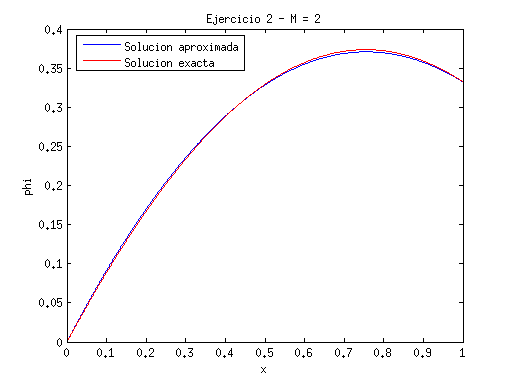 Ejercicio 2 - M = 2
Solucion aproximada
Solucion exacta
0.4
0.35
0.3
0.25
0.2
0.15
0.1
0.05
0
phi
0 0.1 0.2 0.3 0.4 0.5 0.6 0.7 0.8 0.9 1
x